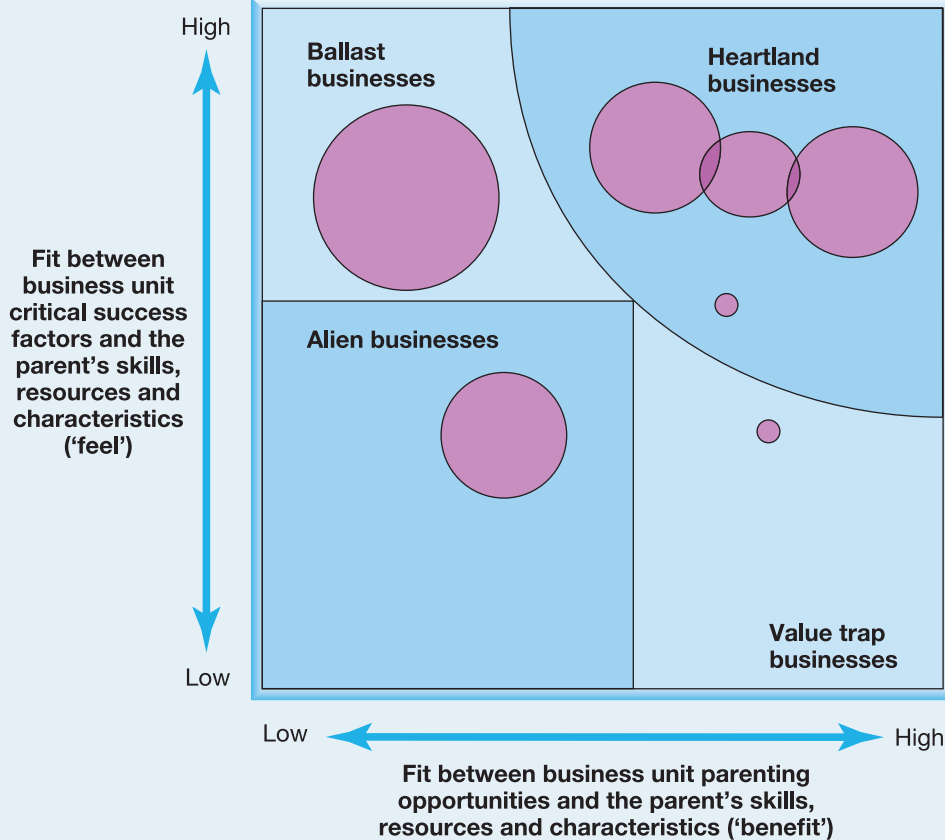 High
Ballast
businesses
Heartland
businesses
Fit between
business unit
critical success
factors and the
parent’s skills,
resources and
characteristics
(‘feel’)
Alien businesses
Value trap
businesses
Low
Low
High
Fit between business unit parenting
opportunities and the parent’s skills,
resources and characteristics (‘benefit’)